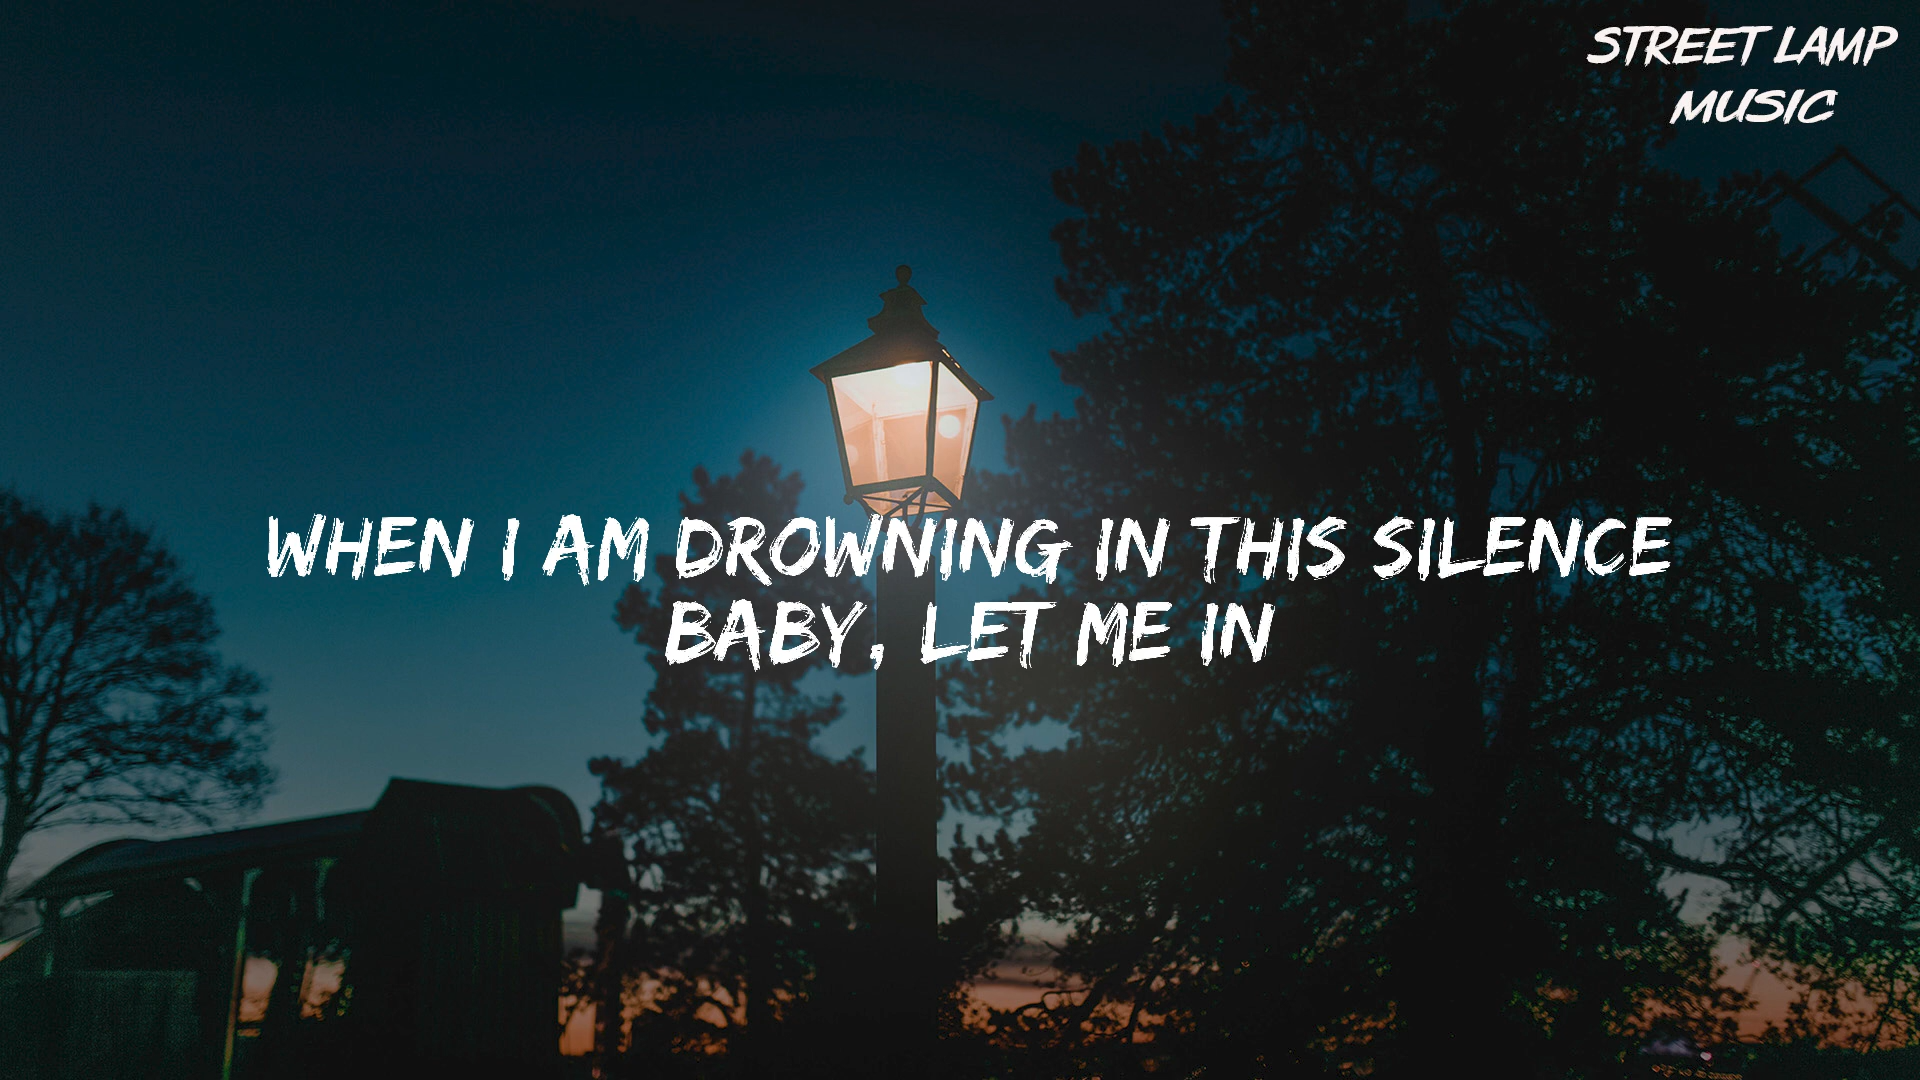 STREET LAMP
MUSIC
WHEN I AM DROWNING IN THIS SILENCE
BABY, LET ME IN